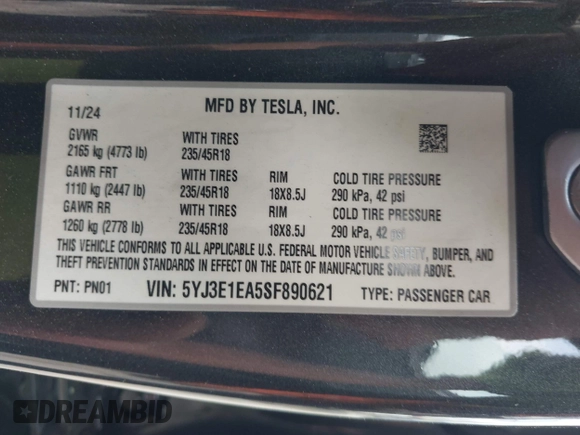 11/24 MFD BY TESLA, INC.
GVWR WITH TIRES
2165 kg (4773 lb) 235/45R18
GAWR FRT WITH TIRES RIM COLD TIRE PRESSURE
1110 kg (2447 lb) 235/45R18 18X8.5J 290 kPa, 42 psi
GAWR RR WITH TIRES RIM COLD TIRE PRESSURE
1260 kg (2778 lb) 235/45R18 18X8.5J 290 kPa, 42 psi
THIS VEHICLE CONFORMS TO ALL APPLICABLE U.S. FEDERAL MOTOR VEHICLE SAFETY, BUMPER, AND
THEFT PREVENTION STANDARDS IN EFFECT ON THE DATE OF MANUFACTURE SHOWN ABOVE.
PNT: PN01 VIN: 5YJ3E1EA5SF890621 TYPE: PASSENGER CAR
DREAMBID